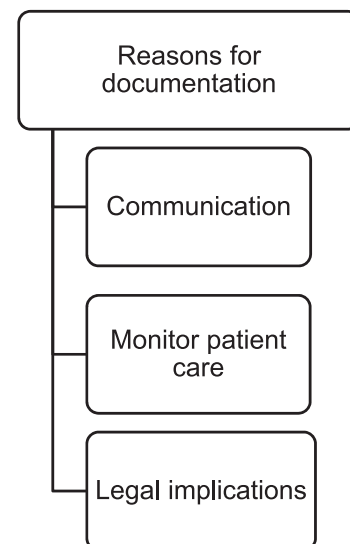 Reasons for
documentation
Communication
Monitor patient
care
Legal implications